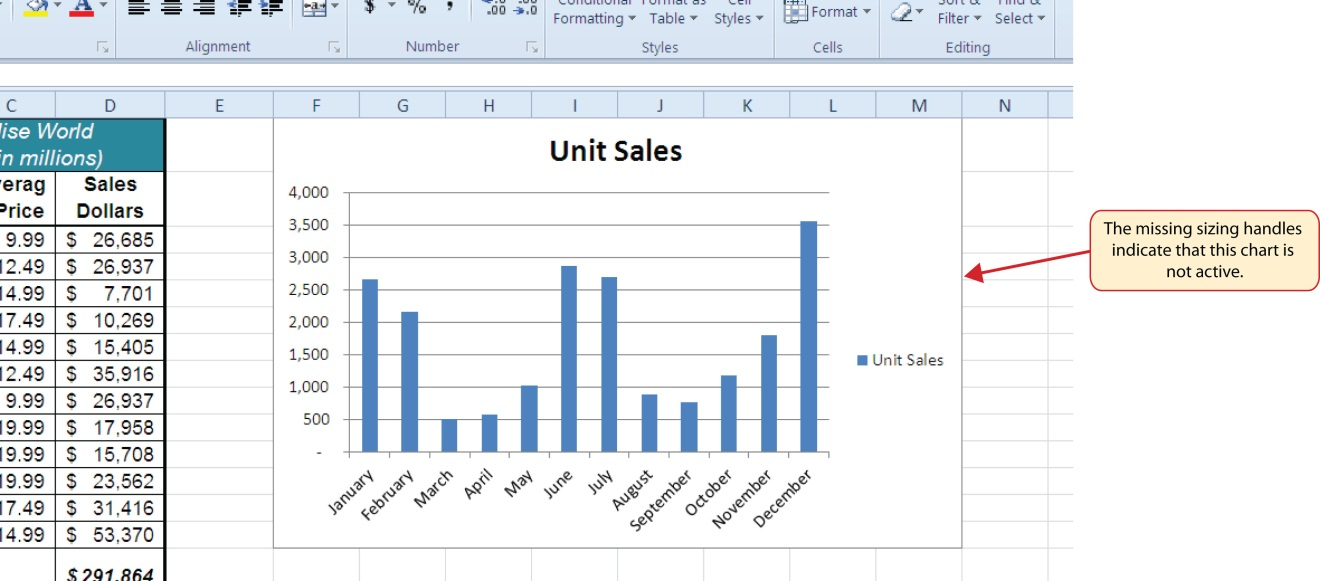 Conditional Format as Cell
Formatting Table Styles
Format
Sort & Find &
Filter Select
Alignment Number Styles Cells Editing
C D E F G H I J K L M N
lise World
in millions)
verag Sales
Price Dollars
9.99 $ 26,685
12.49 $ 26,937
14.99 $ 7,701
17.49 $ 10,269
14.99 $ 15,405
12.49 $ 35,916
9.99 $ 26,937
19.99 $ 17,958
19.99 $ 15,708
19.99 $ 23,562
17.49 $ 31,416
14.99 $ 53,370
$ 291,864
Unit Sales
4,000
3,500
3,000
2,500
2,000
1,500
1,000
500
-
January February March April May June July August September October November December
Unit Sales
The missing sizing handles
indicate that this chart is
not active.